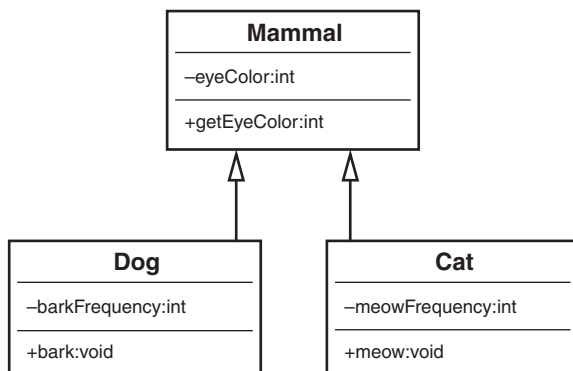 Mammal
–eyeColor:int
+getEyeColor:int
Dog
–barkFrequency:int
+bark:void
Cat
–meowFrequency:int
+meow:void